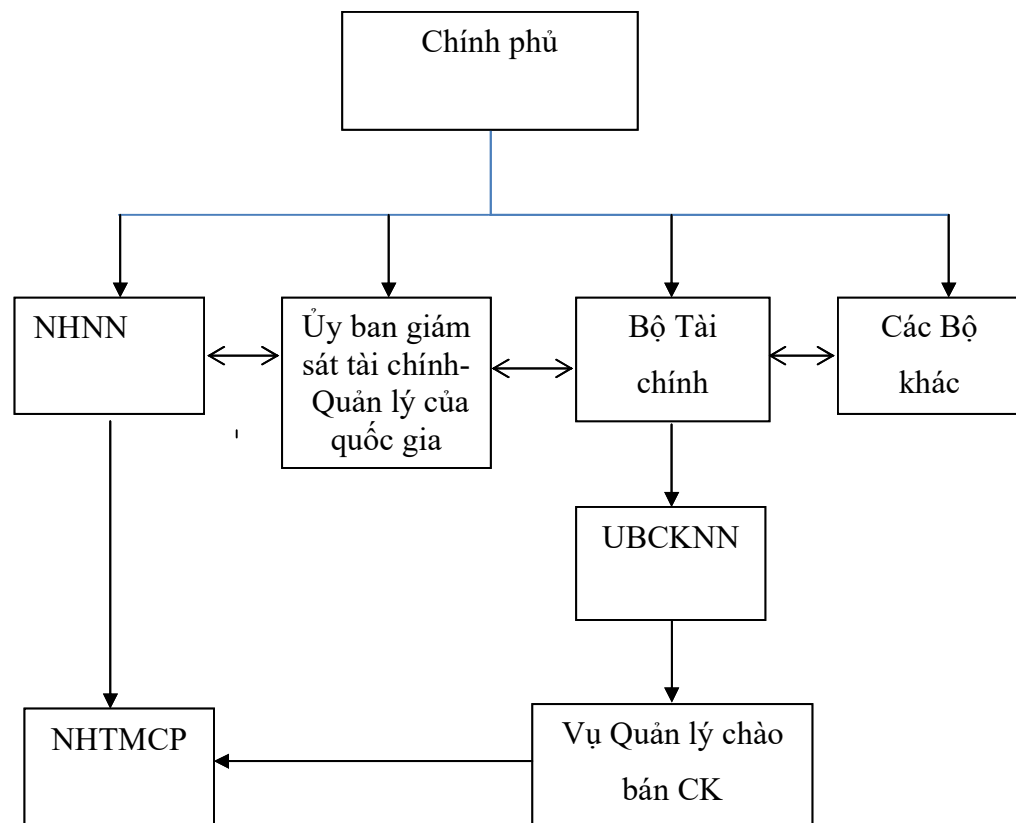 Chính phủ
NHNN
Ủy ban giám
sát tài chính-
Quản lý của
quốc gia
Bộ Tài
chính
Các Bộ
khác
UBCKNN
NHTMCP
Vụ Quản lý chào
bán CK